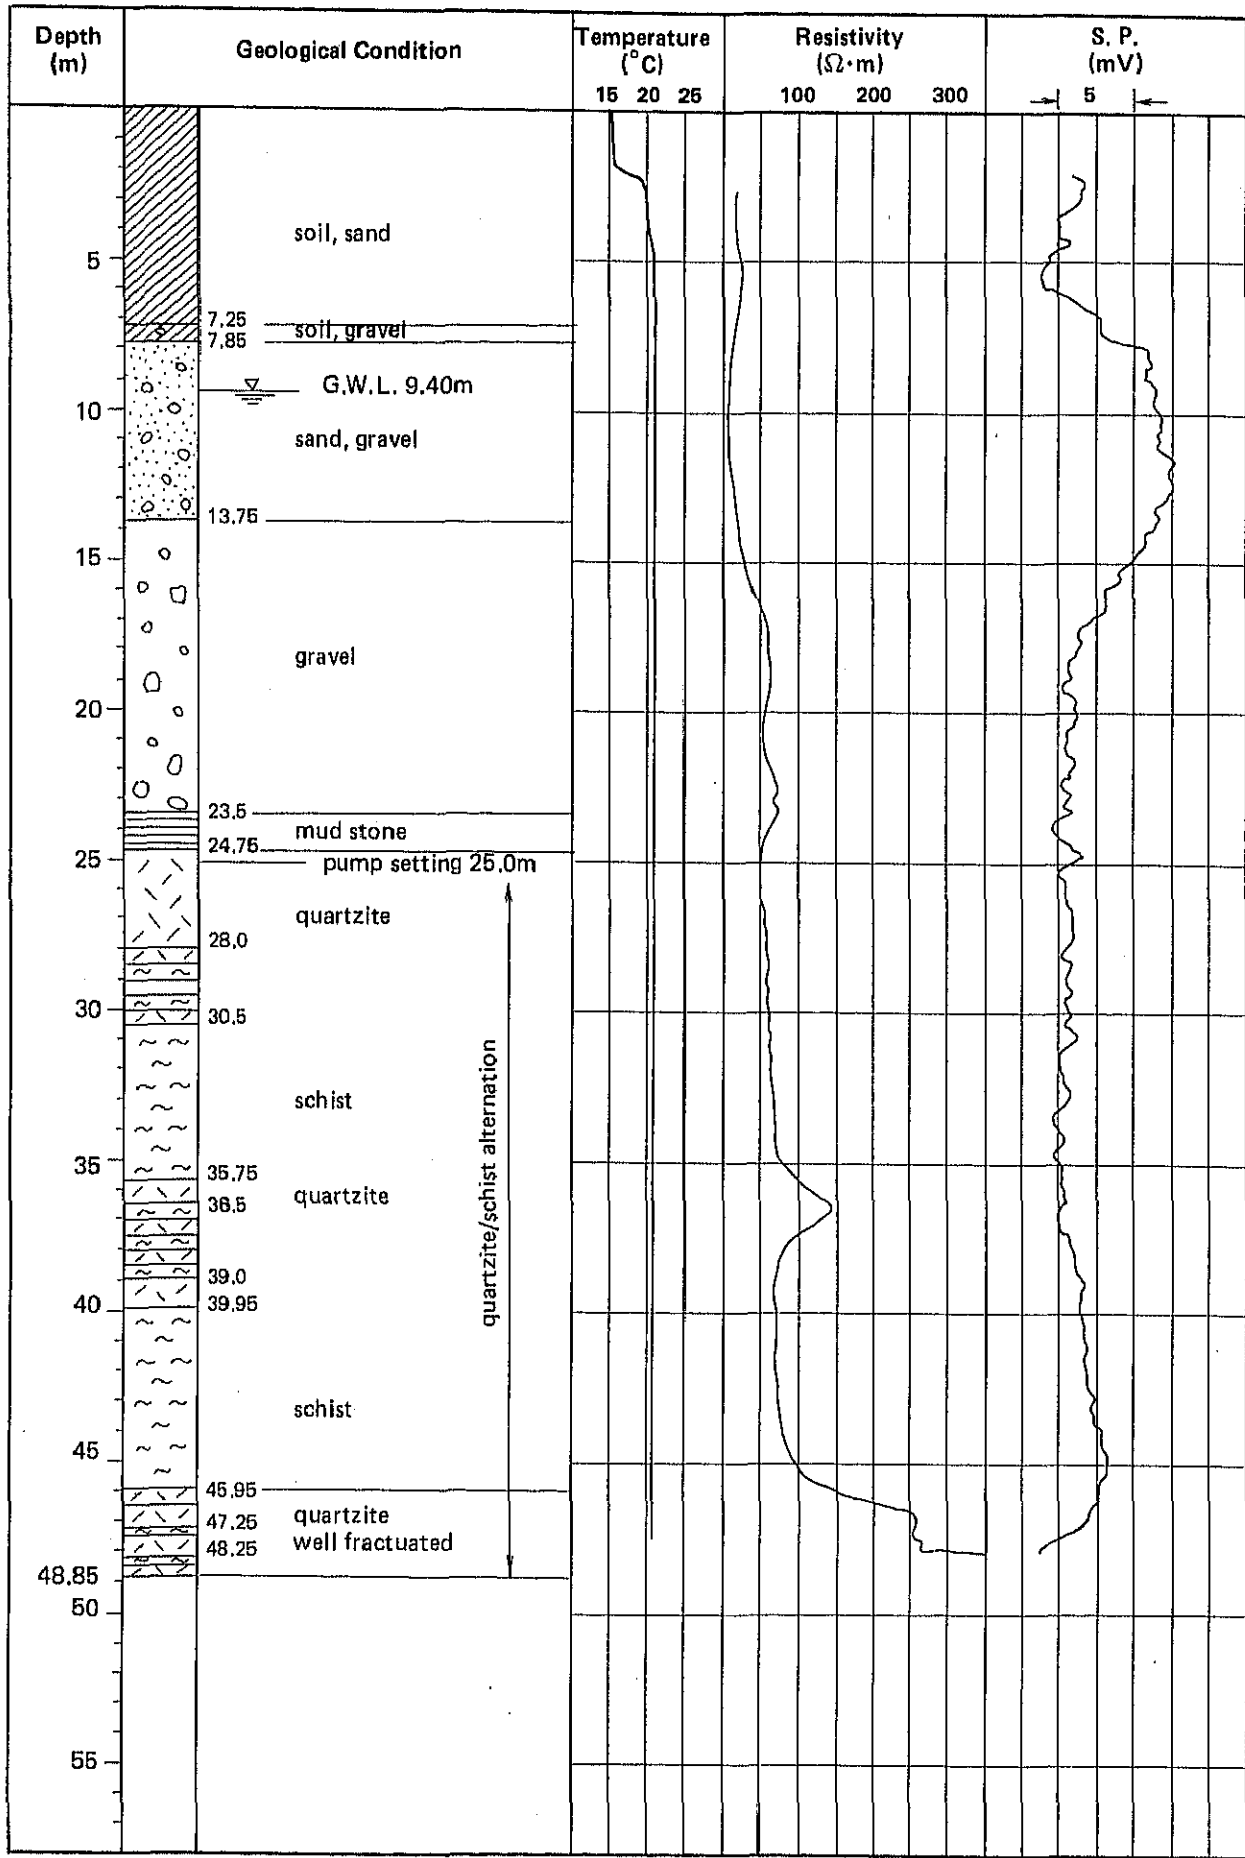 Depth
(m)
Geological Condition
Temperature
(°C)
15 20 25
Resistivity
(Ω·m)
100 200 300
S. P.
(mV)
5
soil, sand
5
7.25
soil, gravel
7.85
G.W.L. 9.40m
10
sand, gravel
13.75
15
gravel
20
23.5
mud stone
24.75
25
pump setting 25.0m
quartzite
28.0
30
30.5
quartzite/schist alternation
schist
35
35.75
quartzite
36.5
39.0
39.95
40
schist
45
45.95
quartzite
47.25
well fractuated
48.25
48.85
50
55